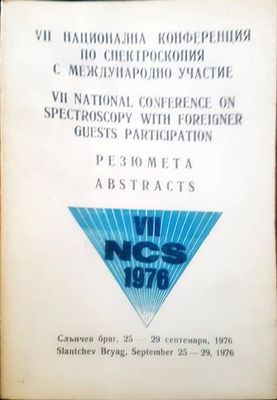 VII НАЦИОНАЛНА КОНФЕРЕНЦИЯ
ПО СПЕКТРОСКОПИЯ
С МЕЖДУНАРОДНО УЧАСТИЕ
VII NATIONAL CONFERENCE ON
SPECTROSCOPY WITH FOREIGNER
GUESTS PARTICIPATION
РЕЗЮМЕТА
ABSTRACTS
VII
NCS
1976
Слънчев бряг, 25 — 29 септември, 1976
Slantchev Bryag, September 25 — 29, 1976